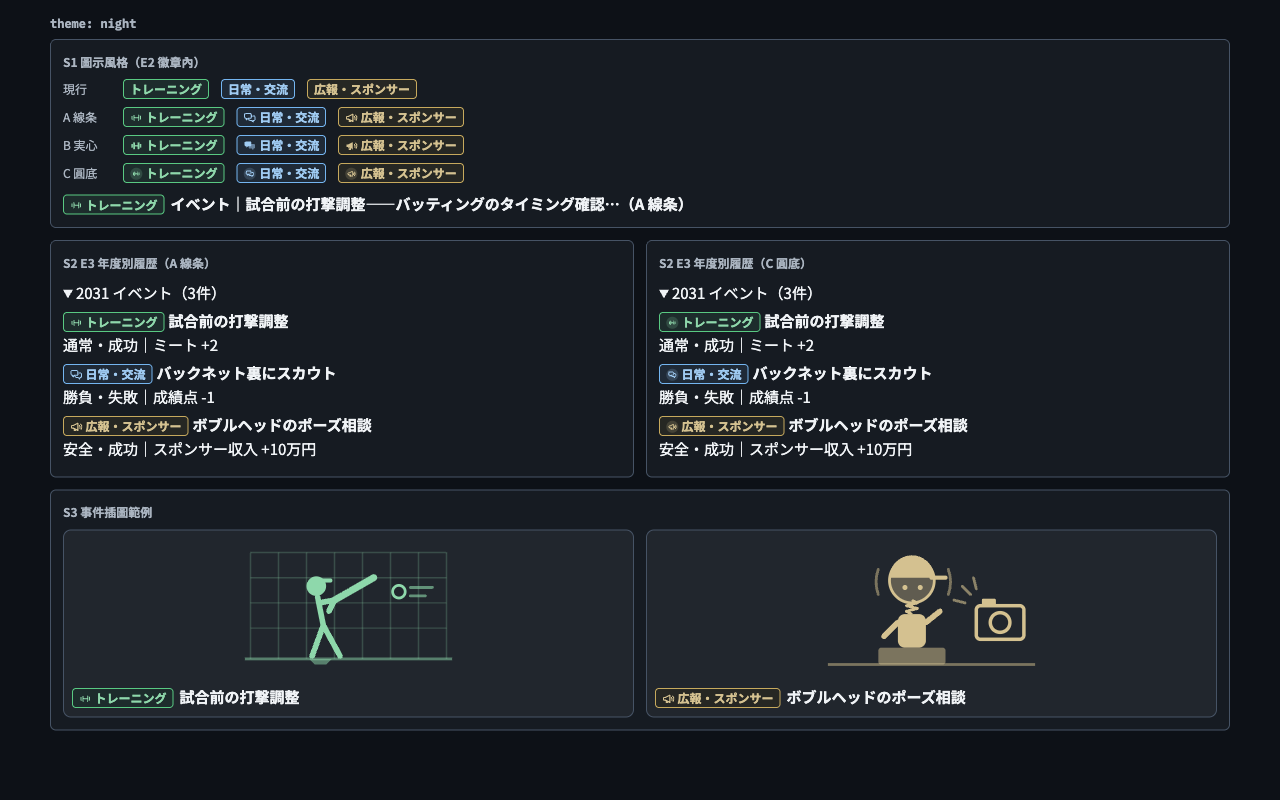 theme: night
S1 圖示風格（E2 徽章內）
現行 トレーニング 日常・交流 広報・スポンサー
A 線条 トレーニング 日常・交流 広報・スポンサー
B 実心 トレーニング 日常・交流 広報・スポンサー
C 圓底 トレーニング 日常・交流 広報・スポンサー
トレーニング イベント｜試合前の打撃調整——バッティングのタイミング確認…（A 線条）
S2 E3 年度別履歴（A 線条）
▼2031 イベント（3件）
トレーニング 試合前の打撃調整
通常・成功｜ミート +2
日常・交流 バックネット裏にスカウト
勝負・失敗｜成績点 -1
広報・スポンサー ボブルヘッドのポーズ相談
安全・成功｜スポンサー収入 +10万円
S2 E3 年度別履歴（C 圓底）
▼2031 イベント（3件）
トレーニング 試合前の打撃調整
通常・成功｜ミート +2
日常・交流 バックネット裏にスカウト
勝負・失敗｜成績点 -1
広報・スポンサー ボブルヘッドのポーズ相談
安全・成功｜スポンサー収入 +10万円
S3 事件插圖範例
トレーニング 試合前の打撃調整
広報・スポンサー ボブルヘッドのポーズ相談